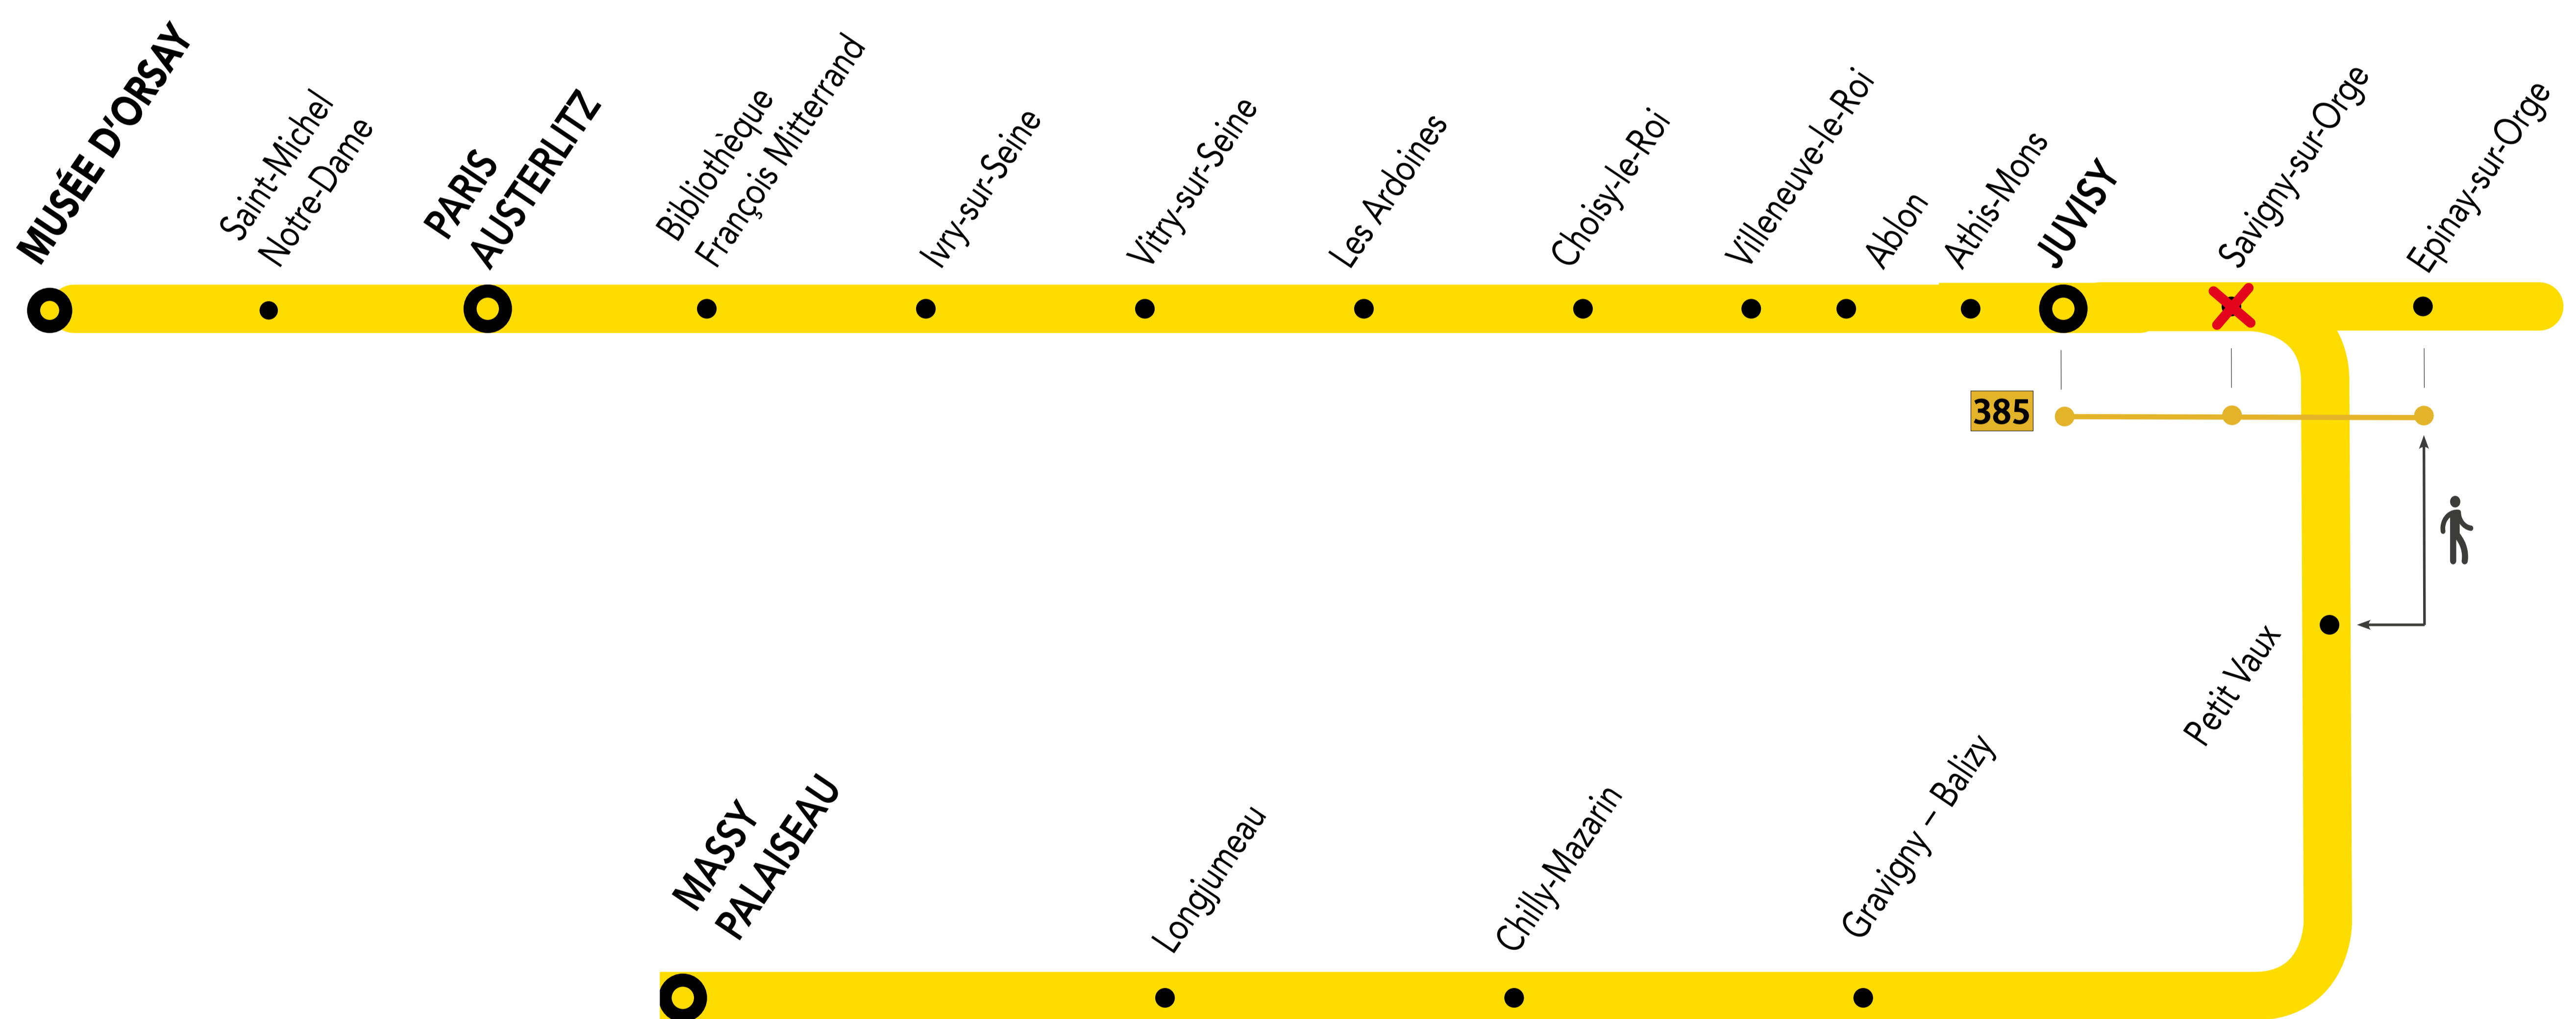 MUSÉE D'ORSAY
Saint-Michel
Notre-Dame
PARIS
AUSTERLITZ
Bibliothèque
François Mitterrand
Ivry-sur-Seine
Vitry-sur-Seine
Les Ardoines
Choisy-le-Roi
Villeneuve-le-Roi
Ablon
Athis-Mons
JUVISY
Savigny-sur-Orge
Epinay-sur-Orge
385
Petit Vaux
MASSY
PALAISEAU
Longjumeau
Chilly-Mazarin
Gravigny – Balizy